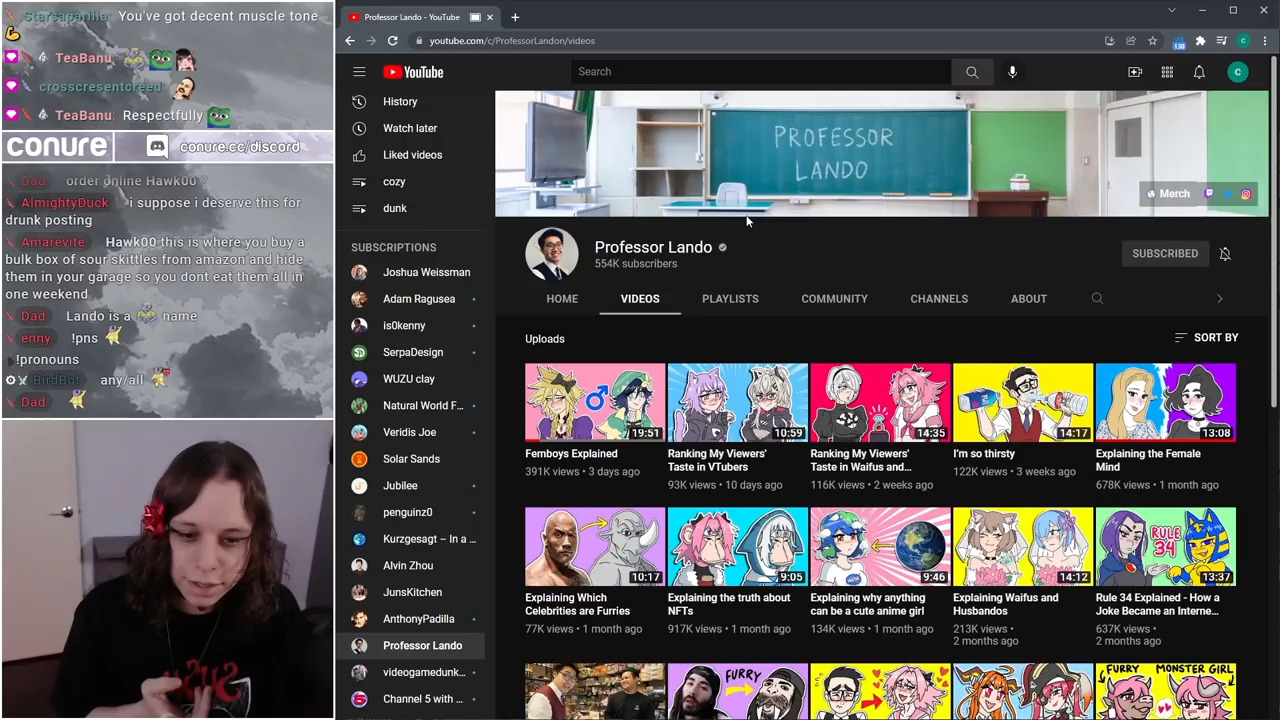 Starsaparilla: You've got decent muscle tone
TeaBanu:
crosscresentcreed:
TeaBanu: Respectfully
conure
conure.cc/discord
Dad order online Hawk00 ?
AlmightyDuck i suppose i deserve this for
drunk posting
Amarevite Hawk00 this is where you buy
a bulk box of sour skittles from amazon and hide
them in your garage so you dont eat them all in
one weekend
Dad Lando is a name
enny !pns
!pronouns
BirdBot any/all
Dad
Professor Lando - YouTube
youtube.com/c/ProfessorLandon/videos
130
C
YouTube
Search
C
History
Watch later
Liked videos
cozy
dunk
SUBSCRIPTIONS
Joshua Weissman
Adam Ragusea
is0kenny
SerpaDesign
WUZU clay
Natural World F...
Veridis Joe
Solar Sands
Jubilee
penguinz0
Kurzgesagt – In a ...
Alvin Zhou
JunsKitchen
AnthonyPadilla
Professor Lando
videogamedunk...
Channel 5 with ...
PROFESSOR
LANDO
Merch
Professor Lando
554K subscribers
SUBSCRIBED
HOME VIDEOS PLAYLISTS COMMUNITY CHANNELS ABOUT
Uploads
SORT BY
19:51
Femboys Explained
391K views • 3 days ago
10:59
Ranking My Viewers'
Taste in VTubers
93K views • 10 days ago
14:35
Ranking My Viewers'
Taste in Waifus and...
116K views • 2 weeks ago
14:17
I'm so thirsty
122K views • 3 weeks ago
13:08
Explaining the Female
Mind
678K views • 1 month ago
10:17
Explaining Which
Celebrities are Furries
77K views • 1 month ago
9:05
Explaining the truth about
NFTs
917K views • 1 month ago
9:46
Explaining why anything
can be a cute anime girl
134K views • 1 month ago
14:12
Explaining Waifus and
Husbandos
213K views •
2 months ago
RULE
34
13:37
Rule 34 Explained - How a
Joke Became an Interne...
637K views •
2 months ago
FURRY
FURRY
MONSTER GIRL